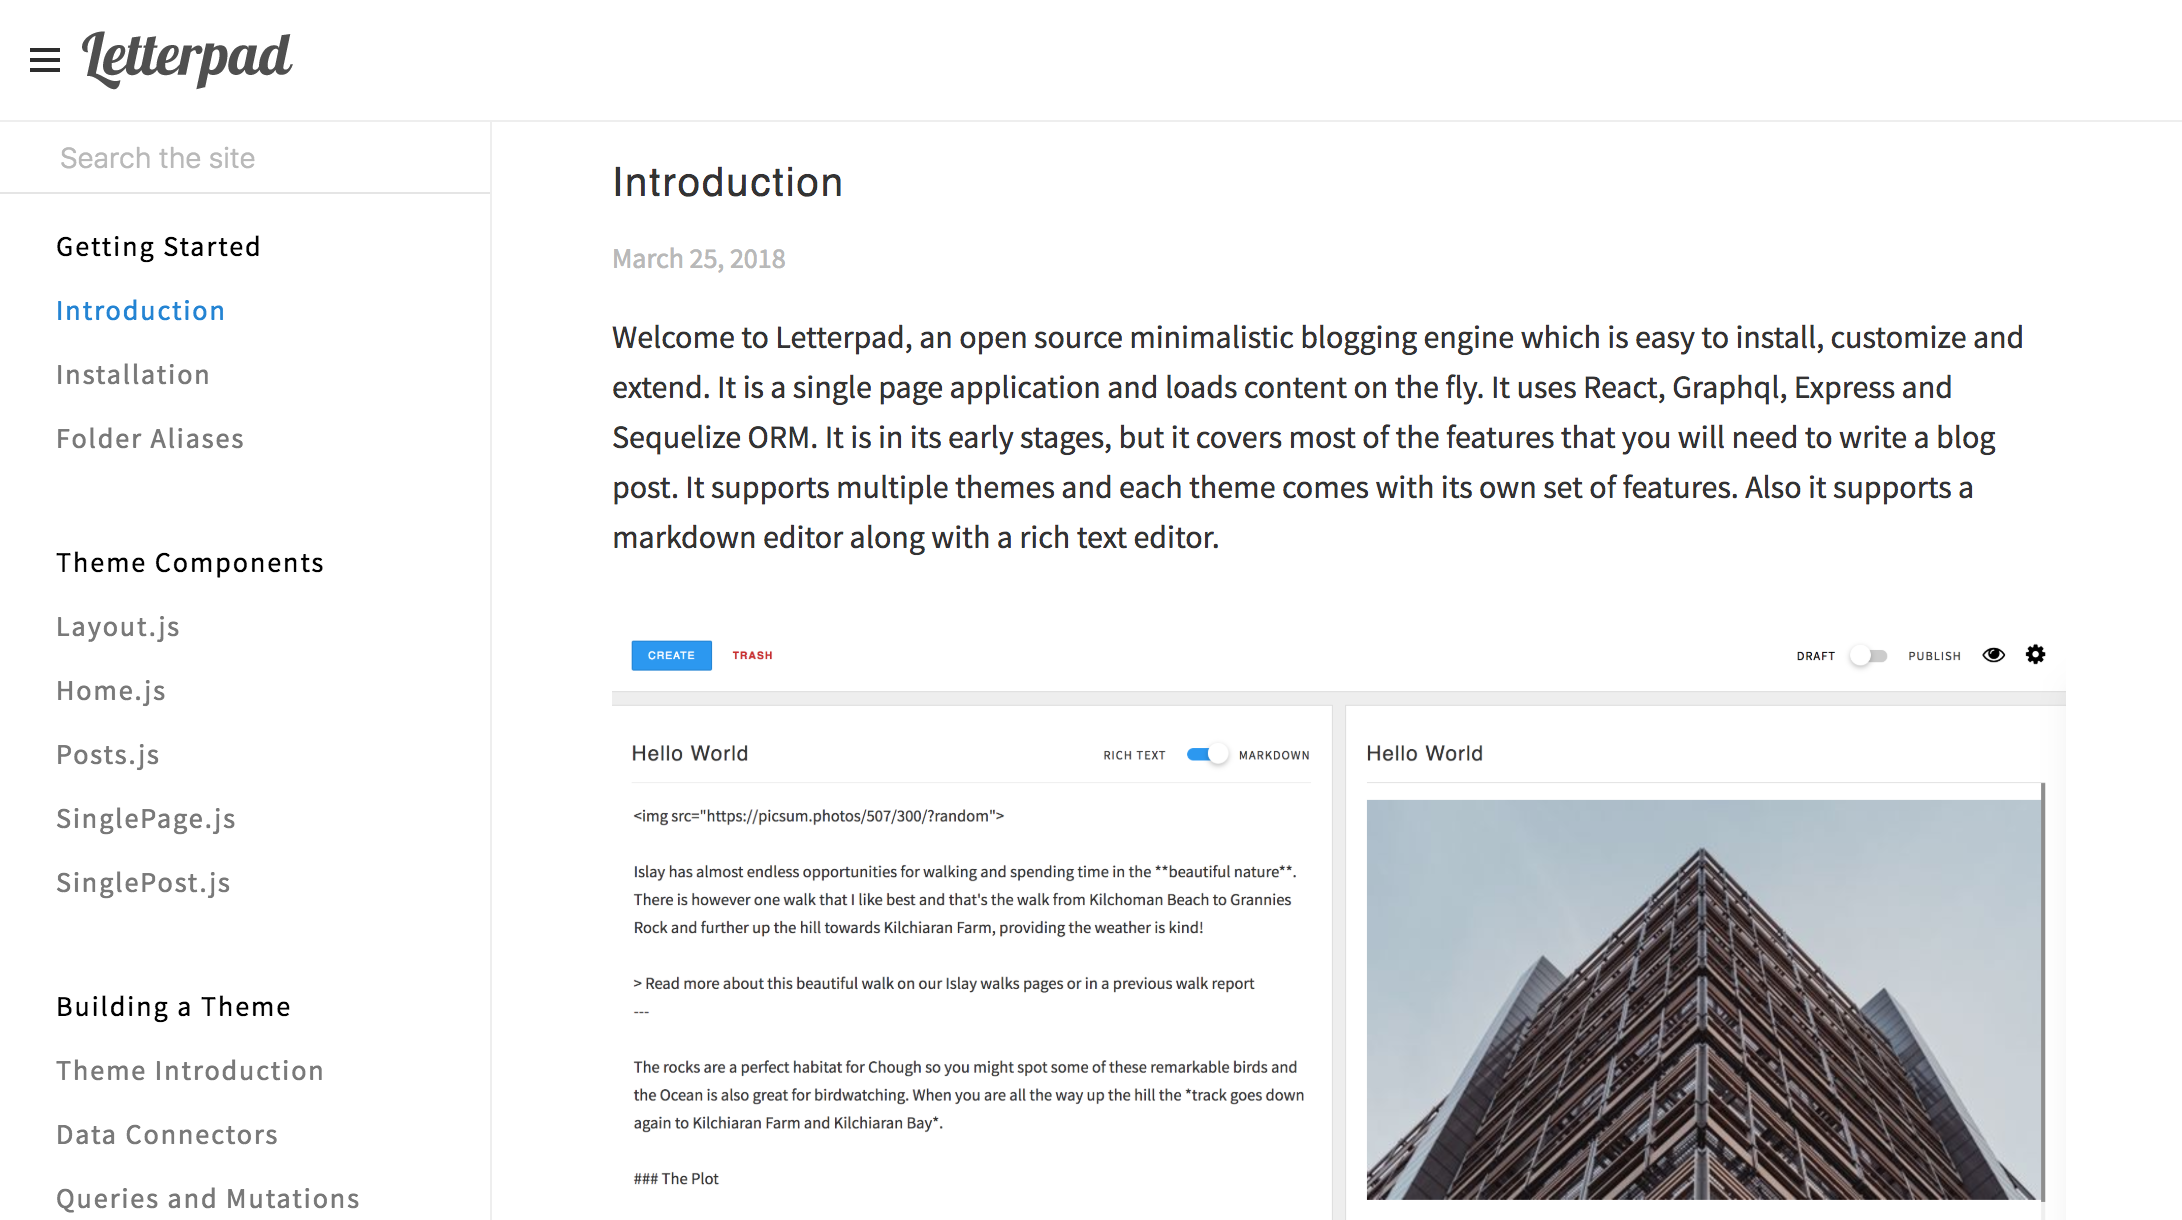 Letterpad
Search the site
Getting Started
Introduction
Installation
Folder Aliases
Theme Components
Layout.js
Home.js
Posts.js
SinglePage.js
SinglePost.js
Building a Theme
Theme Introduction
Data Connectors
Queries and Mutations
Introduction
March 25, 2018
Welcome to Letterpad, an open source minimalistic blogging engine which is easy to install, customize and
extend. It is a single page application and loads content on the fly. It uses React, Graphql, Express and
Sequelize ORM. It is in its early stages, but it covers most of the features that you will need to write a blog
post. It supports multiple themes and each theme comes with its own set of features. Also it supports a
markdown editor along with a rich text editor.
CREATE TRASH DRAFT PUBLISH
Hello World RICH TEXT MARKDOWN
<img src="https://picsum.photos/507/300/?random">
Islay has almost endless opportunities for walking and spending time in the **beautiful nature**.
There is however one walk that I like best and that's the walk from Kilchoman Beach to Grannies
Rock and further up the hill towards Kilchiaran Farm, providing the weather is kind!
> Read more about this beautiful walk on our Islay walks pages or in a previous walk report
---
The rocks are a perfect habitat for Chough so you might spot some of these remarkable birds and
the Ocean is also great for birdwatching. When you are all the way up the hill the *track goes down
again to Kilchiaran Farm and Kilchiaran Bay*.
### The Plot
Hello World